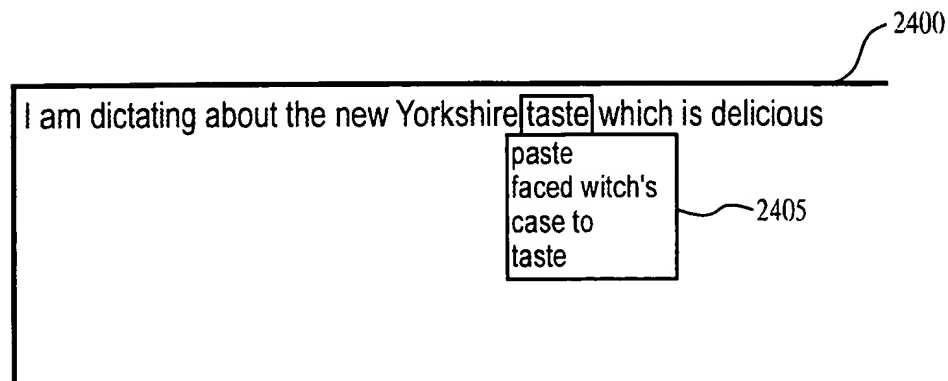 2400
I am dictating about the new Yorkshire taste which is delicious
paste
faced witch's
case to
taste
2405